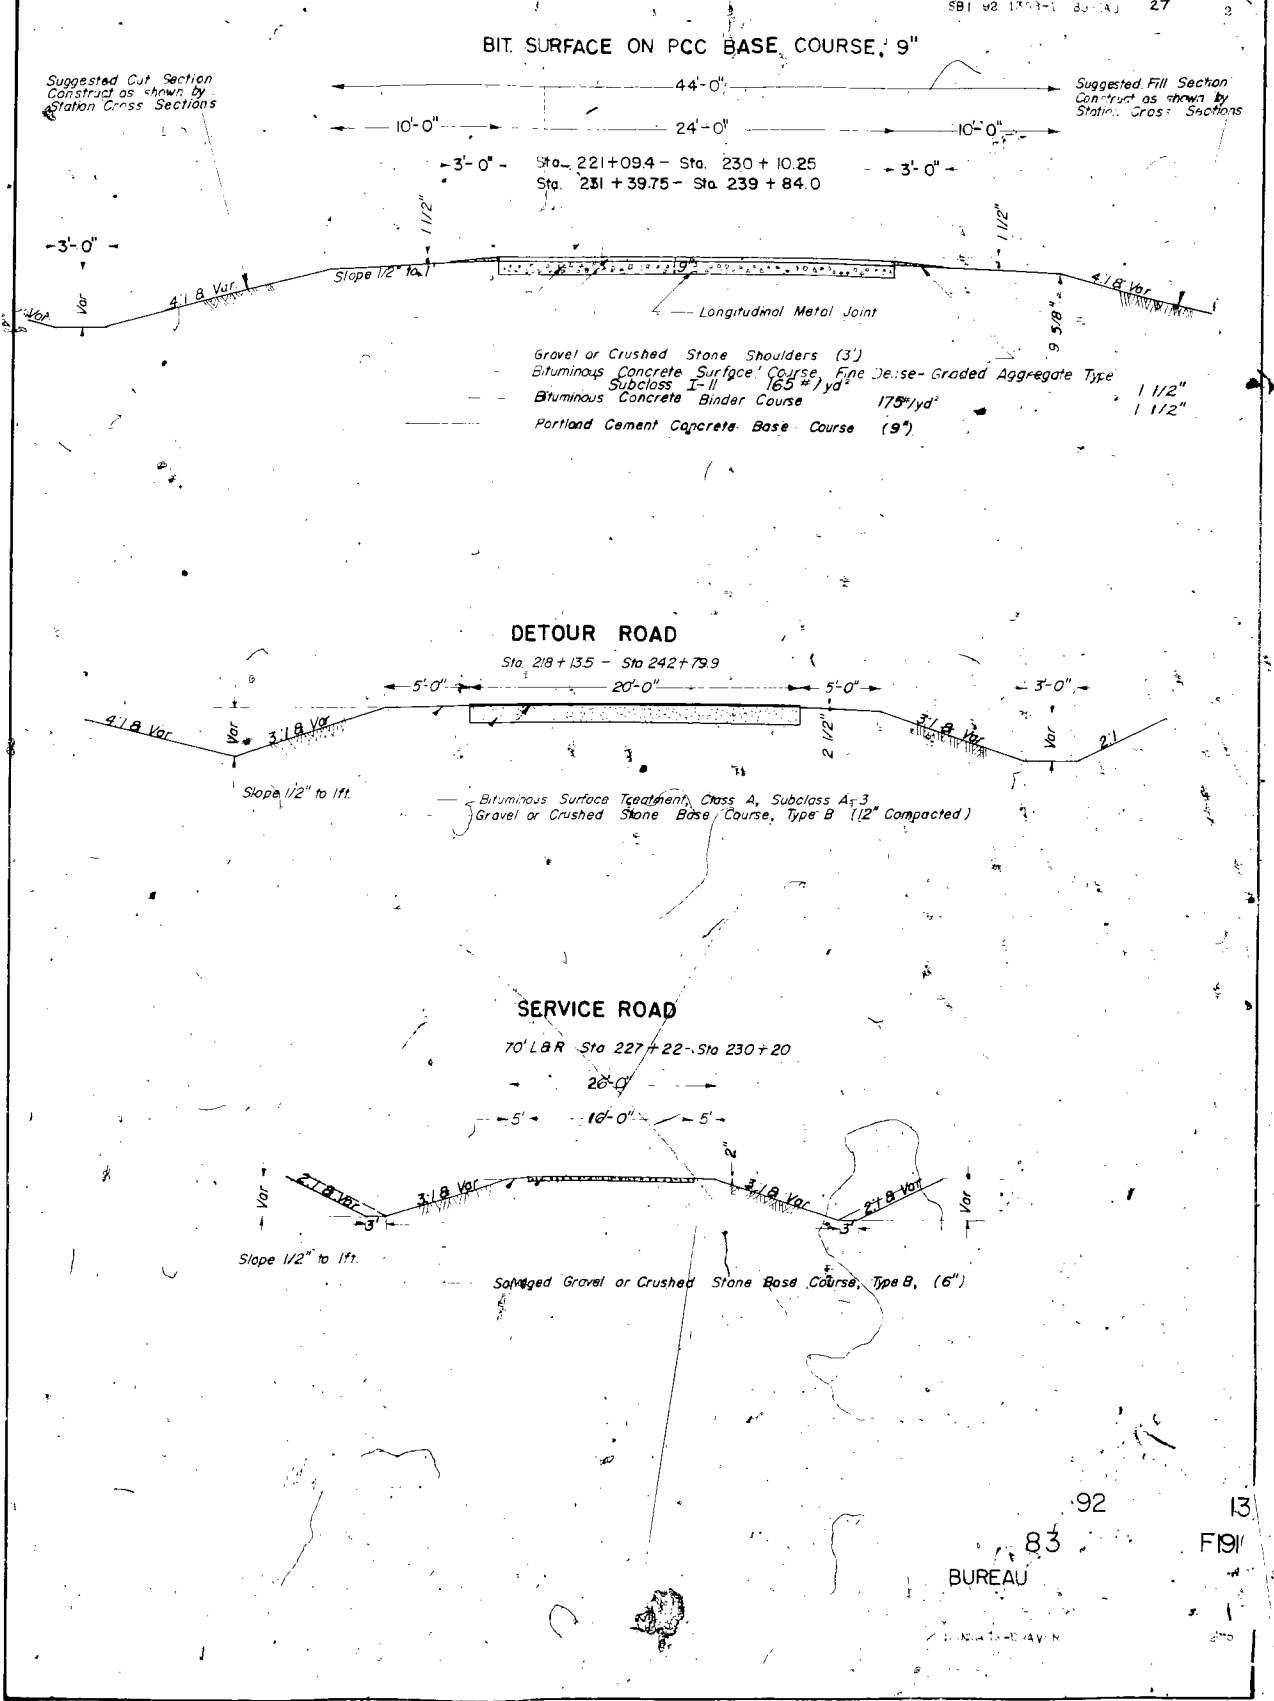 SBI 92 27
BIT. SURFACE ON PCC BASE COURSE, 9"
Suggested Cut Section
Construct as shown by
Station Cross Sections
Suggested Fill Section
Construct as shown by
Station Cross Sections
44'-0"
10'-0" 24'-0" 10'-0"
3'-0" Sta. 221+09.4 - Sta. 230 + 10.25 3'-0"
Sta. 231 + 39.75 - Sta 239 + 84.0
1 1/2" 1 1/2"
3'-0"
Slope 1/2" to 1' 9"
Var Var 4:1 & Var. 4:1 & Var
9 5/8"
Longitudinal Metal Joint
Gravel or Crushed Stone Shoulders (3')
Bituminous Concrete Surface Course, Fine Dense-Graded Aggregate Type
Subclass I-11 165 #/yd² 1 1/2"
Bituminous Concrete Binder Course 175#/yd² 1 1/2"
Portland Cement Concrete Base Course (9")
DETOUR ROAD
Sta. 218+13.5 - Sta 242+79.9
5'-0" 20'-0" 5'-0" 3'-0"
4:1 & Var Var 3:1 & Var 2 1/2" 3:1 & Var Var 2:1
Slope 1/2" to 1ft.
Bituminous Surface Treatment, Class A, Subclass A-3
Gravel or Crushed Stone Base Course, Type B (12" Compacted)
SERVICE ROAD
70' L&R Sta 227+22 - Sta 230+20
26'-0"
5' 16'-0" 5'
2"
Var 2:1 & Var 3:1 & Var 3:1 & Var 2:1 & Var Var
3' 3'
Slope 1/2" to 1ft.
Salvaged Gravel or Crushed Stone Base Course, Type B, (6")
92 13
83 F191
BUREAU